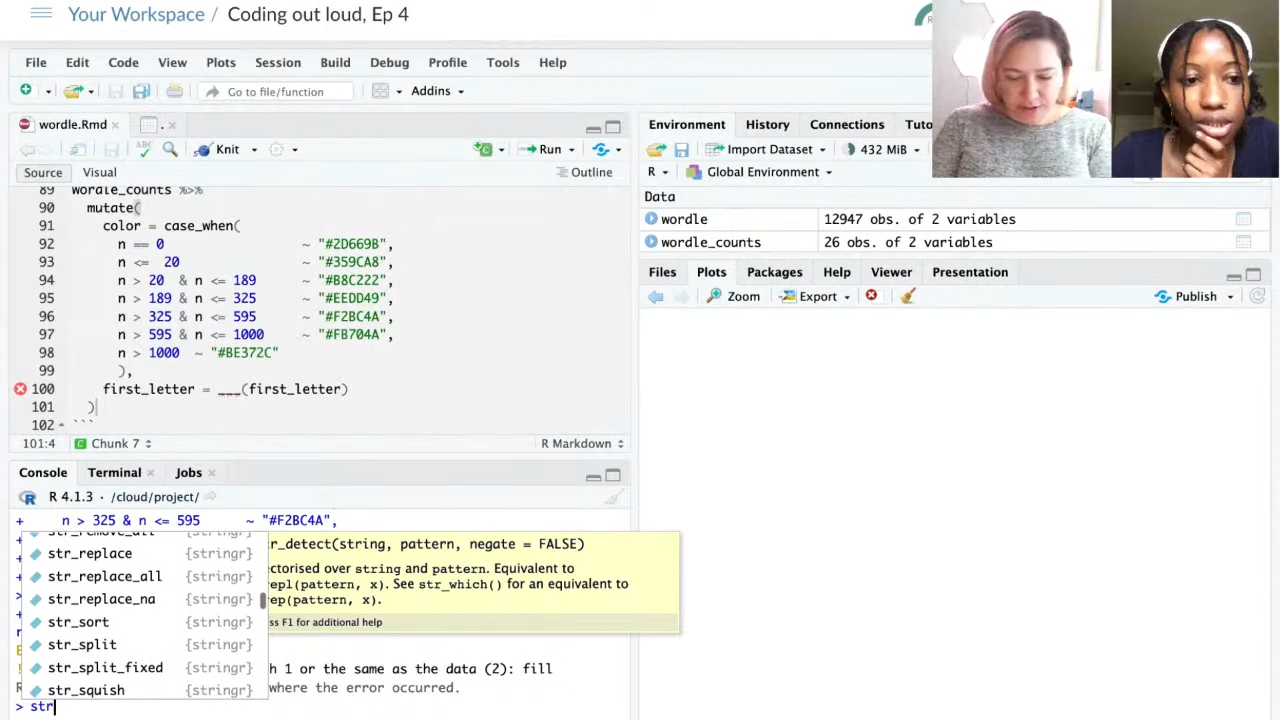 Your Workspace / Coding out loud, Ep 4
File Edit Code View Plots Session Build Debug Profile Tools Help
Go to file/function Addins
wordle.Rmd .
ABC Knit Run
Source Visual Outline
89 wordle_counts %>%
90 mutate(
91 color = case_when(
92 n == 0 ~ "#2D669B",
93 n <= 20 ~ "#359CA8",
94 n > 20 & n <= 189 ~ "#B8C222",
95 n > 189 & n <= 325 ~ "#EEDD49",
96 n > 325 & n <= 595 ~ "#F2BC4A",
97 n > 595 & n <= 1000 ~ "#FB704A",
98 n > 1000 ~ "#BE372C"
99 ),
100 first_letter = ___(first_letter)
101 )
102 ```
101:4 Chunk 7 R Markdown
Console Terminal Jobs
R 4.1.3 · /cloud/project/
+ n > 325 & n <= 595 ~ "#F2BC4A",
str_remove_all {stringr}
str_replace {stringr}
str_replace_all {stringr}
str_replace_na {stringr}
str_sort {stringr}
str_split {stringr}
str_split_fixed {stringr}
str_squish {stringr}
r_detect(string, pattern, negate = FALSE)
ectorised over string and pattern. Equivalent to
repl(pattern, x). See str_which() for an equivalent to
rep(pattern, x).
ss F1 for additional help
h 1 or the same as the data (2): fill
where the error occurred.
> str
Environment History Connections Tuto
Import Dataset 432 MiB
R Global Environment
Data
wordle 12947 obs. of 2 variables
wordle_counts 26 obs. of 2 variables
Files Plots Packages Help Viewer Presentation
Zoom Export Publish